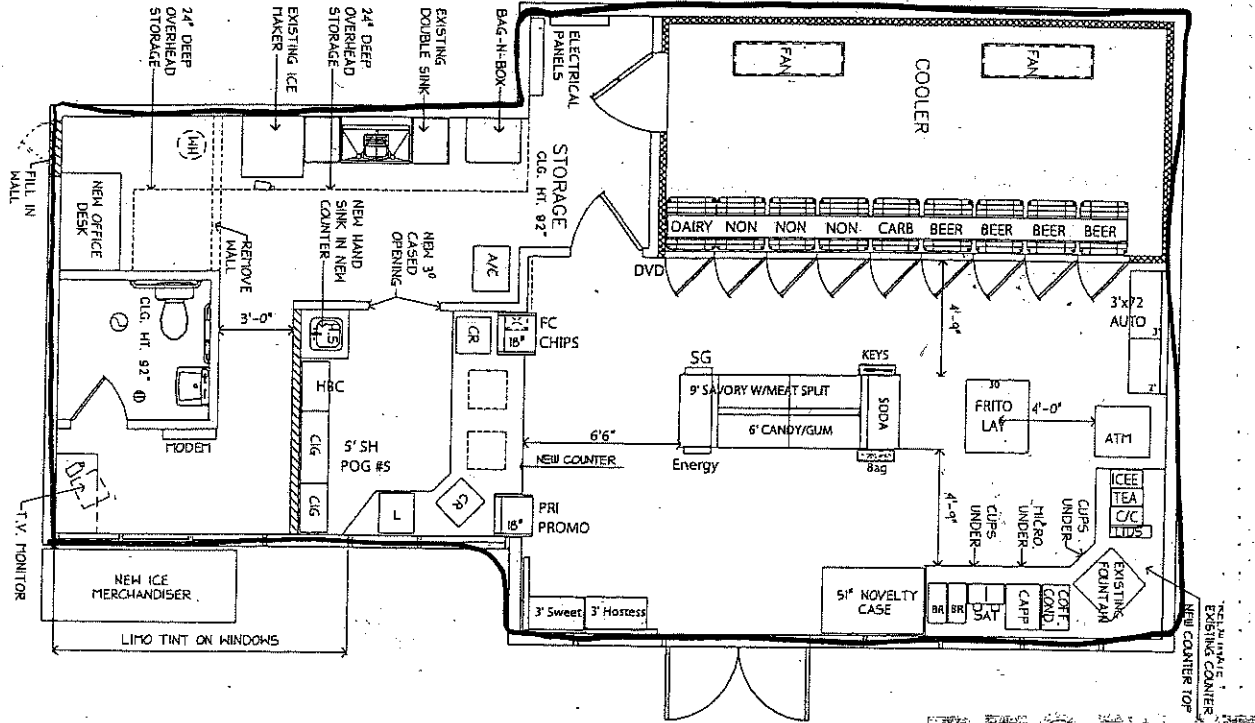 24" DEEP
OVERHEAD
STORAGE
EXISTING ICE
MAKER
24" DEEP
OVERHEAD
STORAGE
EXISTING
DOUBLE SINK
BAG-N-BOX
ELECTRICAL
PANELS
FAN
FAN
COOLER
STORAGE
CLG. HT. 92"
WH
FILL IN
WALL
NEW OFFICE
DESK
REMOVE
WALL
NEW HAND
SINK IN NEW
COUNTER
NEW 3⁰
CASED
OPENING
A/C
DAIRY
NON
NON
NON
CARB
BEER
BEER
BEER
BEER
DVD
4'-9"
3'x72
AUTO
3'
2'
CLG. HT. 92"
3'-0"
CR
18"
FC
CHIPS
SG
KEYS
9' SAVORY W/MEAT SPLIT
6' CANDY/GUM
SODA
Energy
Bag
30
FRITO
LAY
4'-0"
ATM
HBC
CIG
CIG
5' SH
POG #5
6'6"
NEW COUNTER
MODEM
CR
L
18"
PRI
PROMO
4'-9"
CUPS
UNDER
MICRO
UNDER
CUPS
UNDER
ICEE
TEA
C/C
LIDS
EXISTING
FOUNTAIN
EXISTING COUNTER
NEW COUNTER TOP
T.V. MONITOR
NEW ICE
MERCHANDISER
LIMO TINT ON WINDOWS
3' Sweet
3' Hostess
51" NOVELTY
CASE
BR
BR
SAT
CAPP
COFF
COND